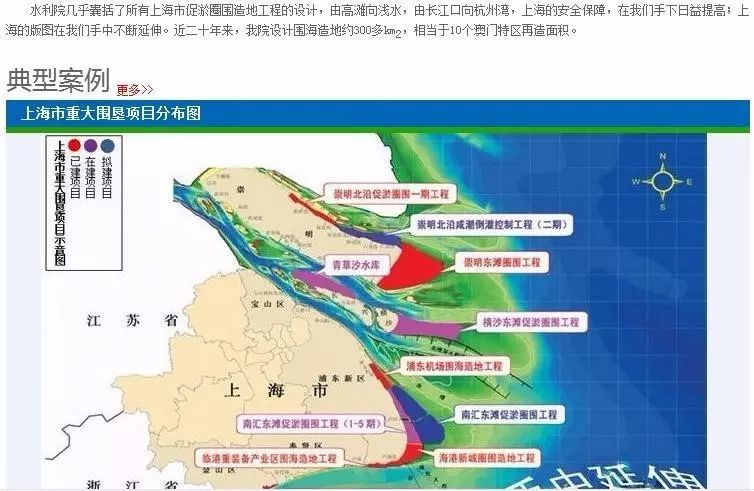 水利院几乎囊括了所有上海市促淤圈围造地工程的设计，由高滩向浅水，由长江口向杭州湾，上海的安全保障，在我们手下日益提高；上
海的版图在我们手中不断延伸。近二十年来，我院设计围海造地约300多km2，相当于10个澳门特区再造面积。
典型案例 更多>>
上海市重大围垦项目分布图
上海市重大围垦项目示意图
已建项目
在建项目
拟建项目
N
W E
S
崇明北沿促淤圈围一期工程
崇
明
崇明北沿咸潮倒灌控制工程（二期）
青草沙水库
崇明东滩圈围工程
宝山区
横沙
横沙东滩促淤圈围工程
江苏省
浦东机场围海造地工程
浦东新区
上海市
南汇东滩促淤圈围工程
南汇东滩圈围工程（1-5期）
奉贤区
临港重装备产业区围海造地工程
海港新城圈围造地工程
金山区
浙江省
手中延伸